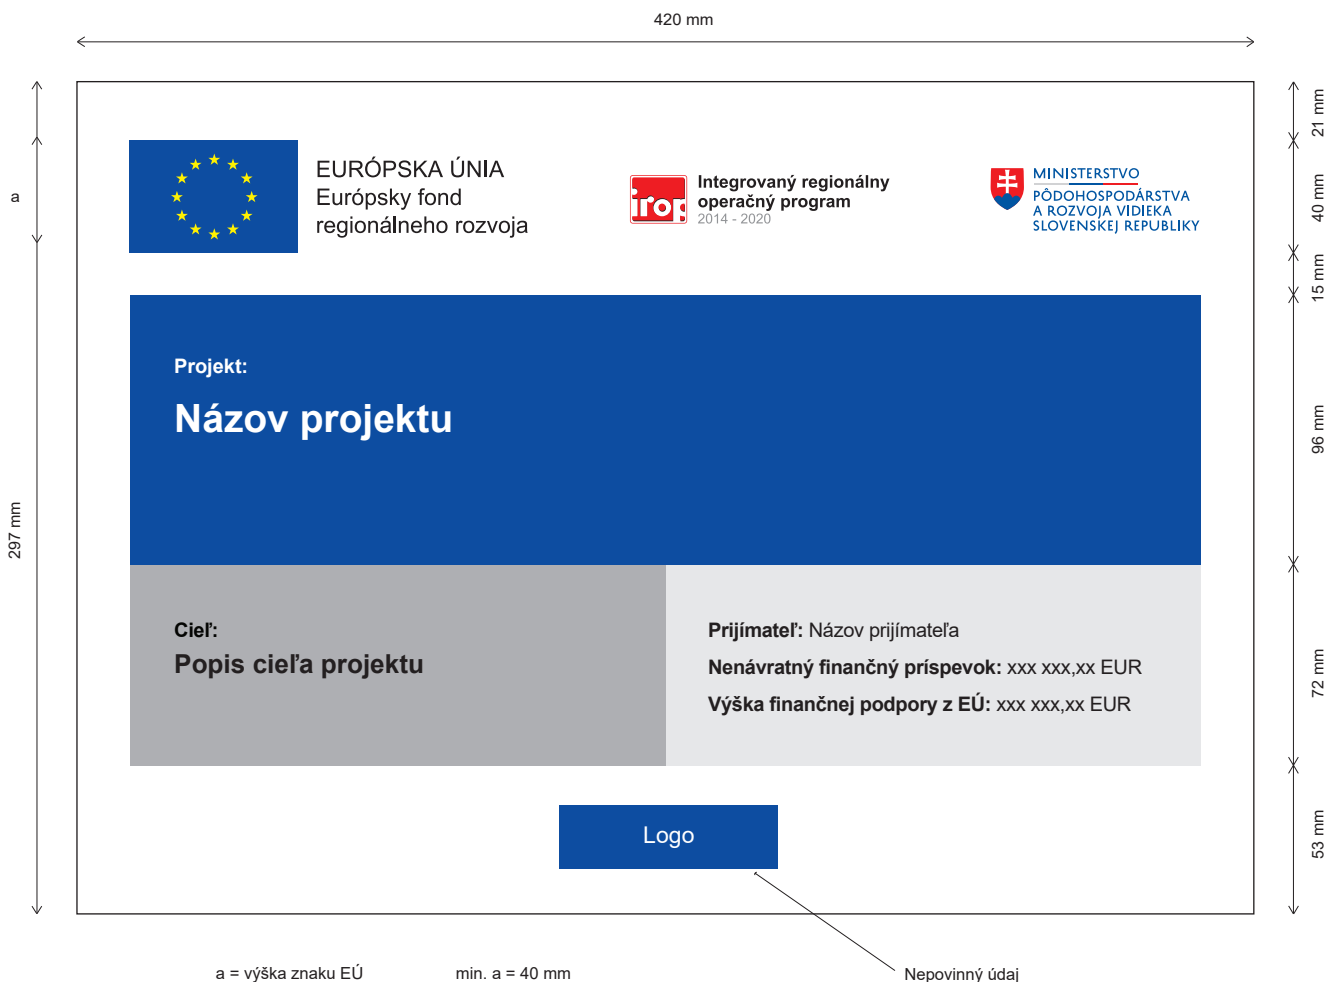 420 mm
21 mm
a
EURÓPSKA ÚNIA
Európsky fond
regionálneho rozvoja
irop
Integrovaný regionálny
operačný program
2014 - 2020
MINISTERSTVO
PÔDOHOSPODÁRSTVA
A ROZVOJA VIDIEKA
SLOVENSKEJ REPUBLIKY
40 mm
15 mm
Projekt:
Názov projektu
96 mm
297 mm
Cieľ:
Popis cieľa projektu
Prijímateľ: Názov prijímateľa
Nenávratný finančný príspevok: xxx xxx,xx EUR
Výška finančnej podpory z EÚ: xxx xxx,xx EUR
72 mm
Logo
53 mm
a = výška znaku EÚ
min. a = 40 mm
Nepovinný údaj